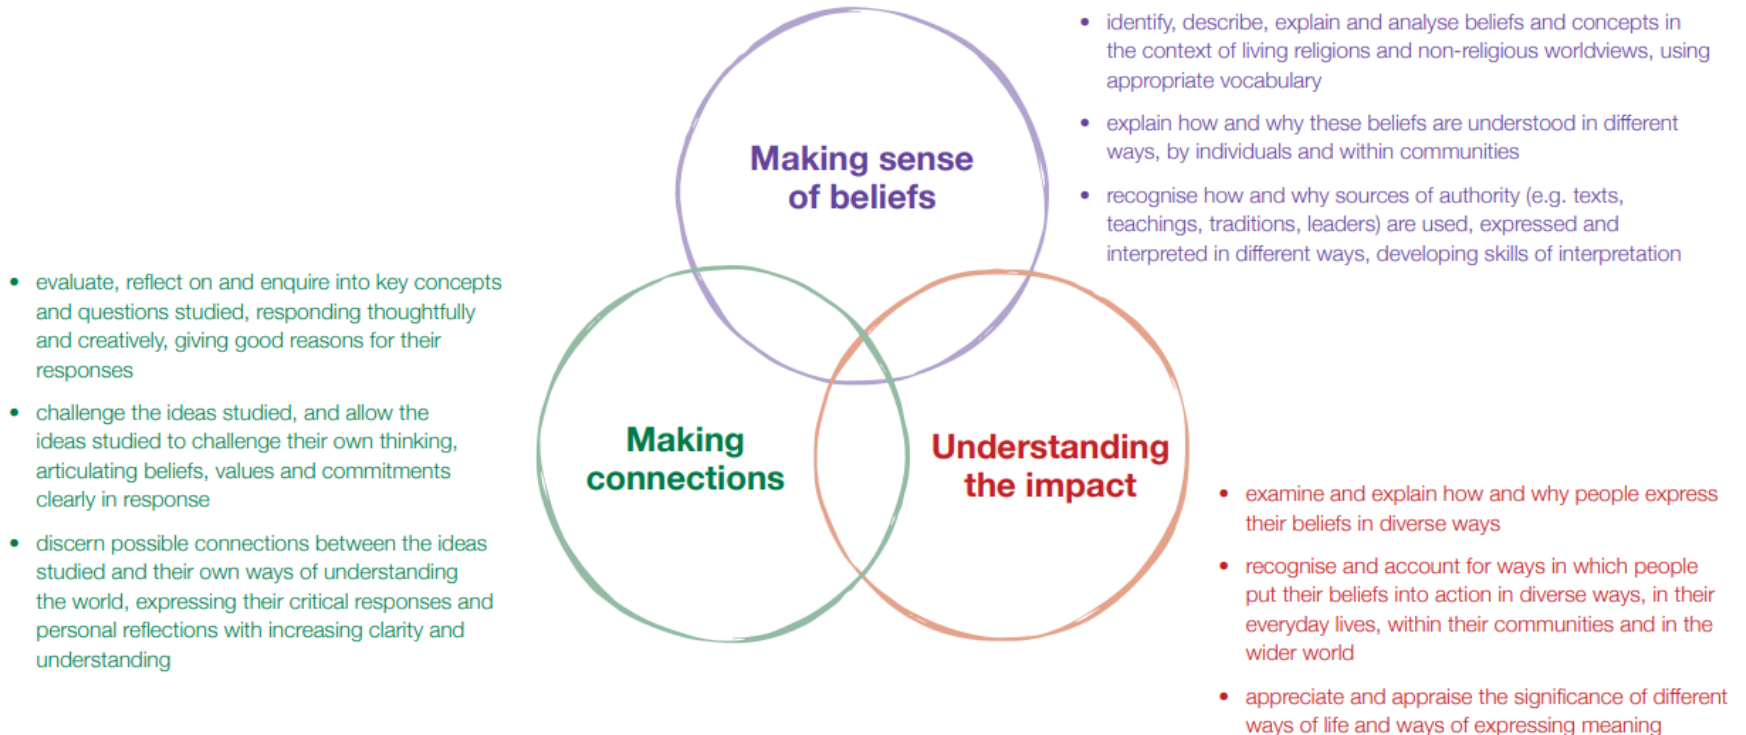 • identify, describe, explain and analyse beliefs and concepts in
the context of living religions and non-religious worldviews, using
appropriate vocabulary
• explain how and why these beliefs are understood in different
ways, by individuals and within communities
• recognise how and why sources of authority (e.g. texts,
teachings, traditions, leaders) are used, expressed and
interpreted in different ways, developing skills of interpretation
Making sense
of beliefs
• evaluate, reflect on and enquire into key concepts
and questions studied, responding thoughtfully
and creatively, giving good reasons for their
responses
• challenge the ideas studied, and allow the
ideas studied to challenge their own thinking,
articulating beliefs, values and commitments
clearly in response
• discern possible connections between the ideas
studied and their own ways of understanding
the world, expressing their critical responses and
personal reflections with increasing clarity and
understanding
Making
connections
Understanding
the impact
• examine and explain how and why people express
their beliefs in diverse ways
• recognise and account for ways in which people
put their beliefs into action in diverse ways, in their
everyday lives, within their communities and in the
wider world
• appreciate and appraise the significance of different
ways of life and ways of expressing meaning